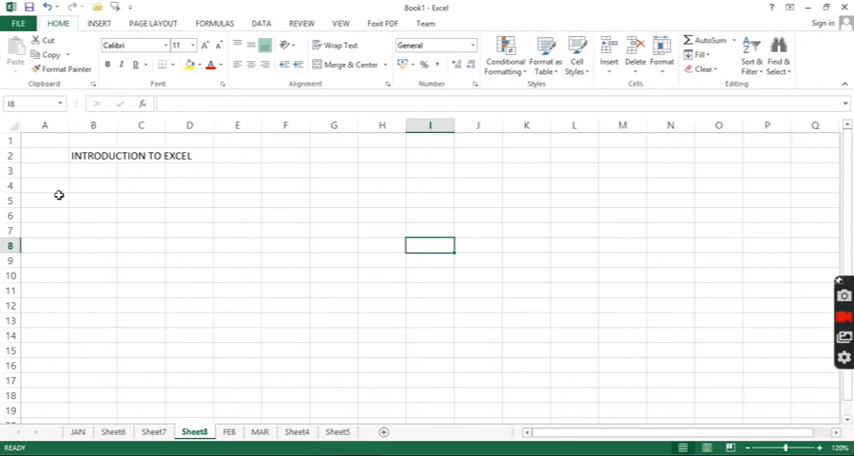 Book1 - Excel
FILE HOME INSERT PAGE LAYOUT FORMULAS DATA REVIEW VIEW Foxit PDF Team Sign in
Cut
Copy
Format Painter
Paste
Clipboard
Calibri 11
B I U
Font
Wrap Text
Merge & Center
Alignment
General
Number
Conditional Formatting
Format as Table
Cell Styles
Styles
Insert Delete Format
Cells
AutoSum
Fill
Clear
Sort & Filter
Find & Select
Editing
I8
A B C D E F G H I J K L M N O P Q
1
2 INTRODUCTION TO EXCEL
3
4
5
6
7
8
9
10
11
12
13
14
15
16
17
18
19
JAN Sheet6 Sheet7 Sheet8 FEB MAR Sheet4 Sheet5
READY 120%